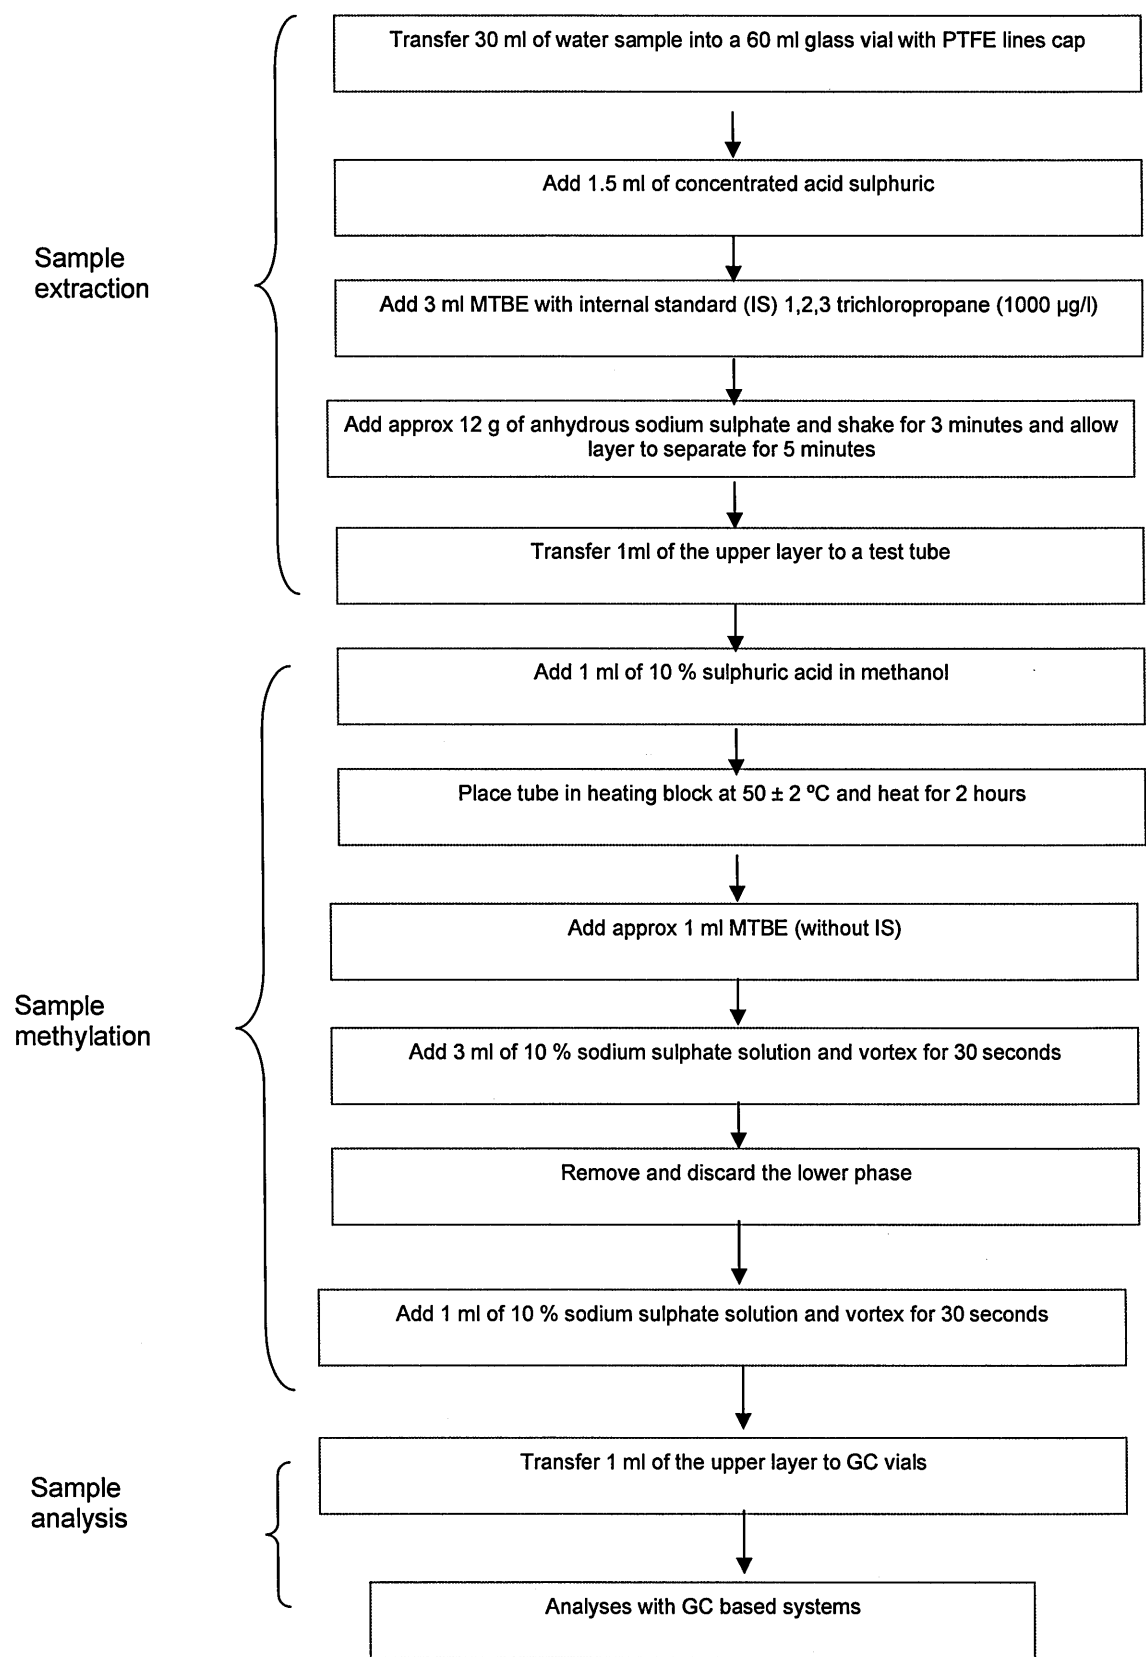 Transfer 30 ml of water sample into a 60 ml glass vial with PTFE lines cap
Add 1.5 ml of concentrated acid sulphuric
Sample
extraction
Add 3 ml MTBE with internal standard (IS) 1,2,3 trichloropropane (1000 µg/l)
Add approx 12 g of anhydrous sodium sulphate and shake for 3 minutes and allow
layer to separate for 5 minutes
Transfer 1ml of the upper layer to a test tube
Add 1 ml of 10 % sulphuric acid in methanol
Place tube in heating block at 50 ± 2 ºC and heat for 2 hours
Add approx 1 ml MTBE (without IS)
Sample
methylation
Add 3 ml of 10 % sodium sulphate solution and vortex for 30 seconds
Remove and discard the lower phase
Add 1 ml of 10 % sodium sulphate solution and vortex for 30 seconds
Transfer 1 ml of the upper layer to GC vials
Sample
analysis
Analyses with GC based systems